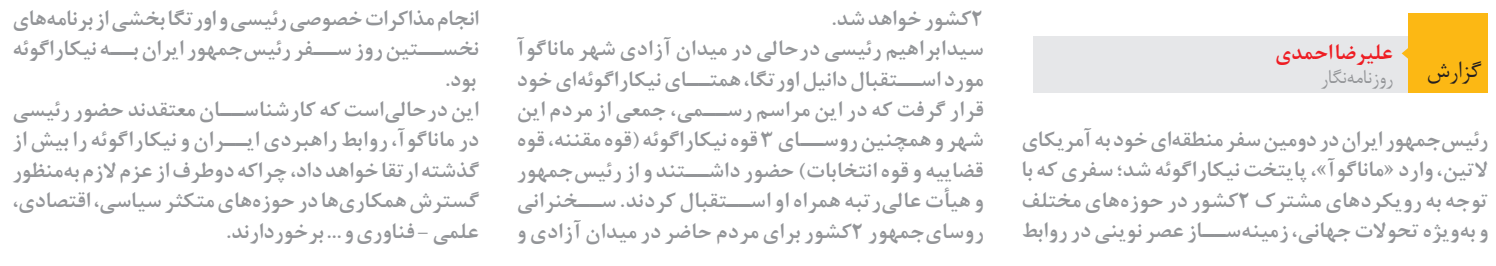 گزارش
علیرضااحمدی
روزنامه‌نگار
رئیس‌جمهور ایران در دومین سفر منطقه‌ای خود به آمریکای
لاتین، وارد «ماناگوآ»، پایتخت نیکاراگوئه شد؛ سفری که با
توجه به رویکردهای مشترک ۲کشور در حوزه‌های مختلف
و به‌ویژه تحولات جهانی، زمینه‌ساز عصر نوینی در روابط
۲کشور خواهد شد.
سیدابراهیم رئیسی درحالی در میدان آزادی شهر ماناگوآ
مورد استقبال دانیل اورتگا، همتای نیکاراگوئه‌ای خود
قرار گرفت که در این مراسم رسمی، جمعی از مردم این
شهر و همچنین روسای ۳ قوه نیکاراگوئه (قوه مقننه، قوه
قضاییه و قوه انتخابات) حضور داشتند و از رئیس‌جمهور
و هیأت عالی‌رتبه همراه او استقبال کردند. سخنرانی
روسای‌جمهور ۲کشور برای مردم حاضر در میدان آزادی و
انجام مذاکرات خصوصی رئیسی و اورتگا بخشی از برنامه‌های
نخستین روز سفر رئیس‌جمهور ایران به نیکاراگوئه
بود.
این درحالی‌است که کارشناسان معتقدند حضور رئیسی
در ماناگوآ، روابط راهبردی ایران و نیکاراگوئه را بیش از
گذشته ارتقا خواهد داد، چراکه دوطرف از عزم لازم به‌منظور
گسترش همکاری‌ها در حوزه‌های متکثر سیاسی، اقتصادی،
علمی - فناوری و ... برخوردارند.